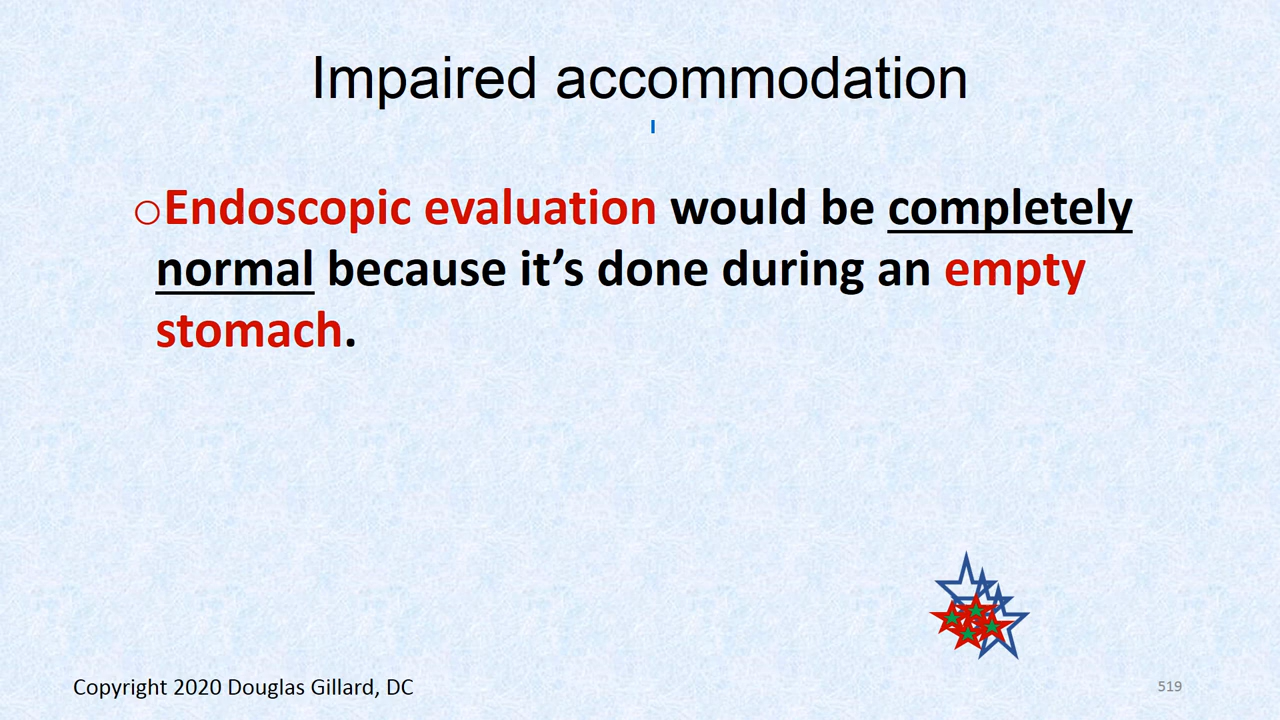 Impaired accommodation
Endoscopic evaluation would be completely
normal because it’s done during an empty
stomach.
Copyright 2020 Douglas Gillard, DC
519